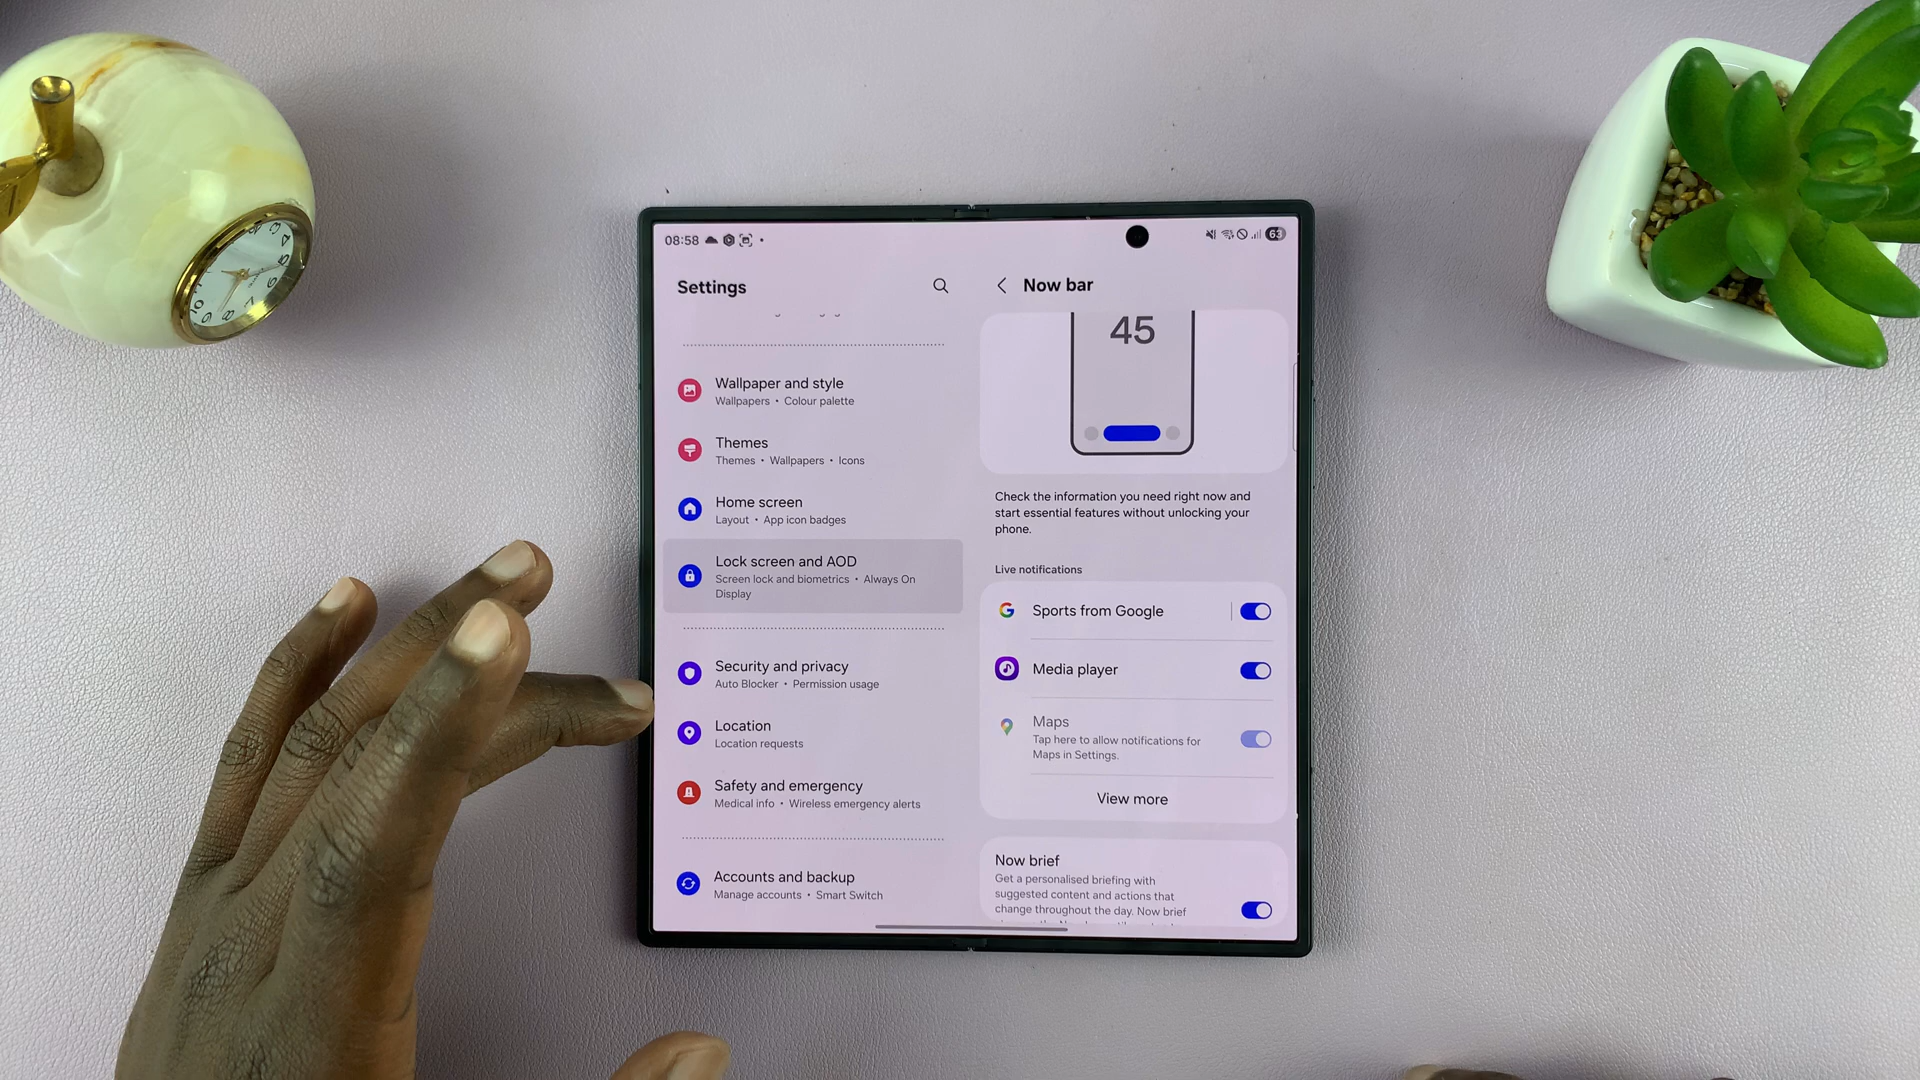 08:58
63
Settings
Wallpaper and style
Wallpapers • Colour palette
Themes
Themes • Wallpapers • Icons
Home screen
Layout • App icon badges
Lock screen and AOD
Screen lock and biometrics • Always On
Display
Security and privacy
Auto Blocker • Permission usage
Location
Location requests
Safety and emergency
Medical info • Wireless emergency alerts
Accounts and backup
Manage accounts • Smart Switch
Now bar
45
Check the information you need right now and
start essential features without unlocking your
phone.
Live notifications
Sports from Google
Media player
Maps
Tap here to allow notifications for
Maps in Settings.
View more
Now brief
Get a personalised briefing with
suggested content and actions that
change throughout the day. Now brief